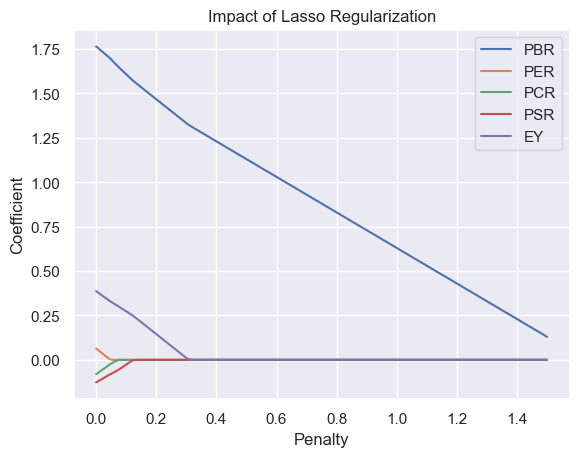 Impact of Lasso Regularization
PBR
PER
PCR
PSR
EY
Coefficient
1.75
1.50
1.25
1.00
0.75
0.50
0.25
0.00
0.0 0.2 0.4 0.6 0.8 1.0 1.2 1.4
Penalty